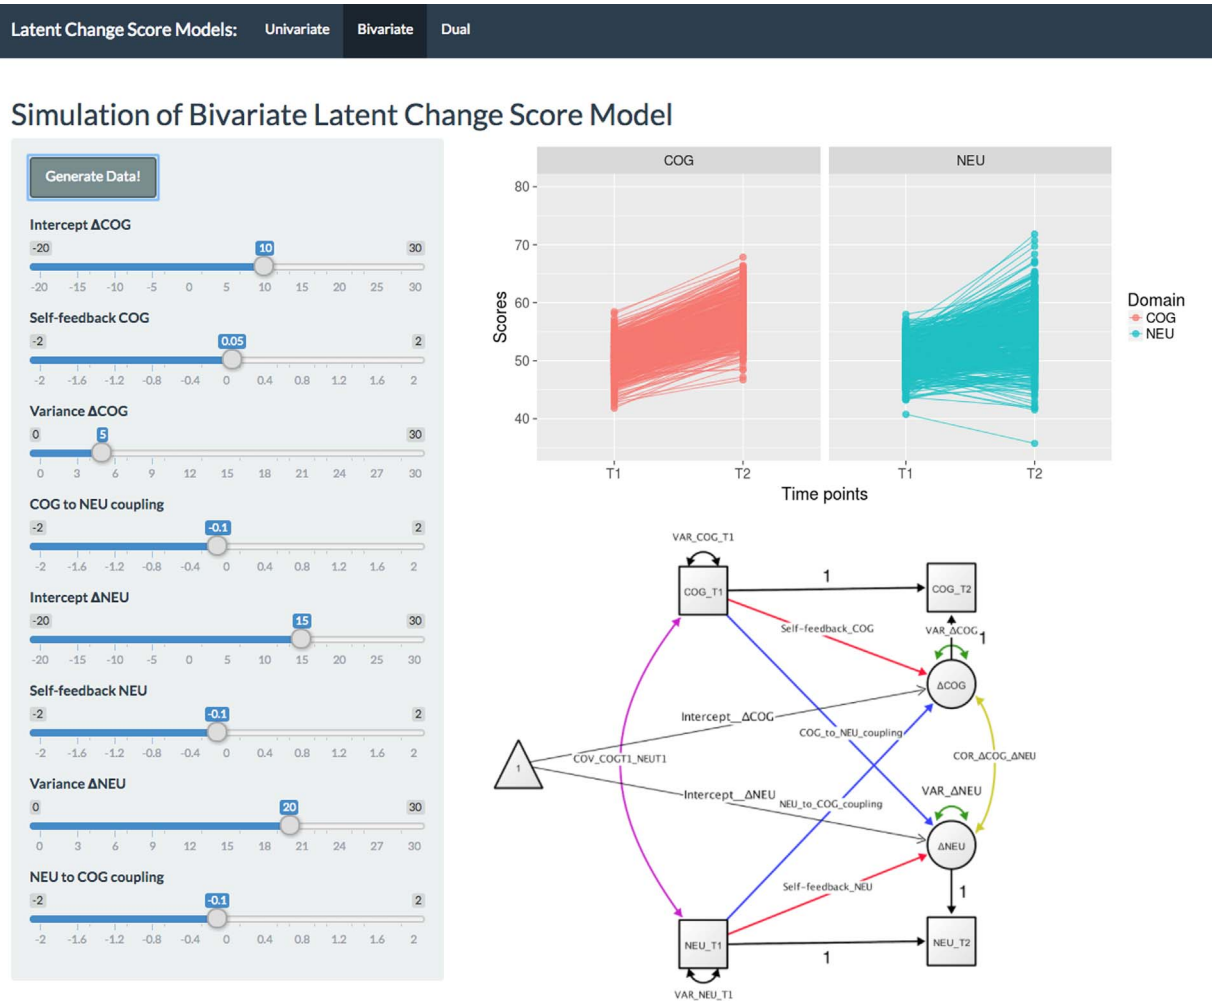 Latent Change Score Models: Univariate Bivariate Dual
Simulation of Bivariate Latent Change Score Model
Generate Data!
Intercept ΔCOG
-20 10 30
-20 -15 -10 -5 0 5 10 15 20 25 30
Self-feedback COG
-2 0.05 2
-2 -1.6 -1.2 -0.8 -0.4 0 0.4 0.8 1.2 1.6 2
Variance ΔCOG
0 5 30
0 3 6 9 12 15 18 21 24 27 30
COG to NEU coupling
-2 -0.1 2
-2 -1.6 -1.2 -0.8 -0.4 0 0.4 0.8 1.2 1.6 2
Intercept ΔNEU
-20 15 30
-20 -15 -10 -5 0 5 10 15 20 25 30
Self-feedback NEU
-2 -0.1 2
-2 -1.6 -1.2 -0.8 -0.4 0 0.4 0.8 1.2 1.6 2
Variance ΔNEU
0 20 30
0 3 6 9 12 15 18 21 24 27 30
NEU to COG coupling
-2 -0.1 2
-2 -1.6 -1.2 -0.8 -0.4 0 0.4 0.8 1.2 1.6 2
COG NEU
80
70
60
50
40
Scores
T1 T2 T1 T2
Time points
Domain
COG
NEU
VAR_COG_T1
COG_T1 1 COG_T2
Self-feedback_COG VAR_ΔCOG 1
ΔCOG
Intercept__ΔCOG
COG_to_NEU_coupling
1 COV_COGT1_NEUT1 COR_ΔCOG_ΔNEU
Intercept__ΔNEU NEU_to_COG_coupling VAR_ΔNEU
ΔNEU
Self-feedback_NEU 1
NEU_T1 1 NEU_T2
VAR_NEU_T1